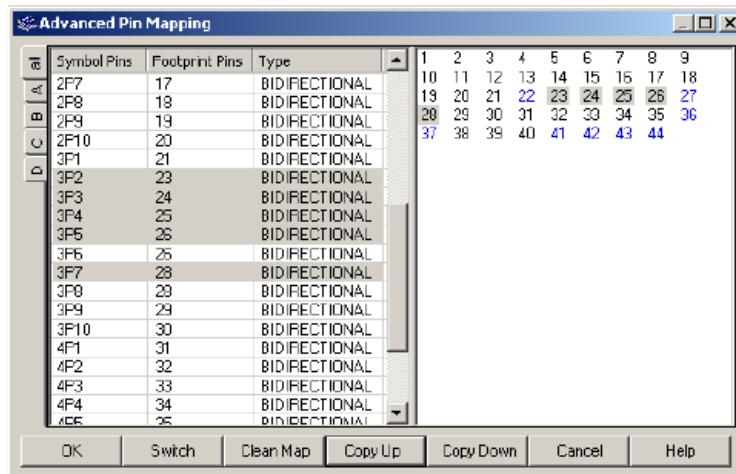 Advanced Pin Mapping
al
A
B
C
D
Symbol Pins Footprint Pins Type
2P7 17 BIDIRECTIONAL
2P8 18 BIDIRECTIONAL
2P9 19 BIDIRECTIONAL
2P10 20 BIDIRECTIONAL
3P1 21 BIDIRECTIONAL
3P2 23 BIDIRECTIONAL
3P3 24 BIDIRECTIONAL
3P4 25 BIDIRECTIONAL
3P5 26 BIDIRECTIONAL
3P6 26 BIDIRECTIONAL
3P7 28 BIDIRECTIONAL
3P8 28 BIDIRECTIONAL
3P9 29 BIDIRECTIONAL
3P10 30 BIDIRECTIONAL
4P1 31 BIDIRECTIONAL
4P2 32 BIDIRECTIONAL
4P3 33 BIDIRECTIONAL
4P4 34 BIDIRECTIONAL
4P5 35 BIDIRECTIONAL
1 2 3 4 5 6 7 8 9
10 11 12 13 14 15 16 17 18
19 20 21 22 23 24 25 26 27
28 29 30 31 32 33 34 35 36
37 38 39 40 41 42 43 44
OK Switch Clean Map Copy Up Copy Down Cancel Help